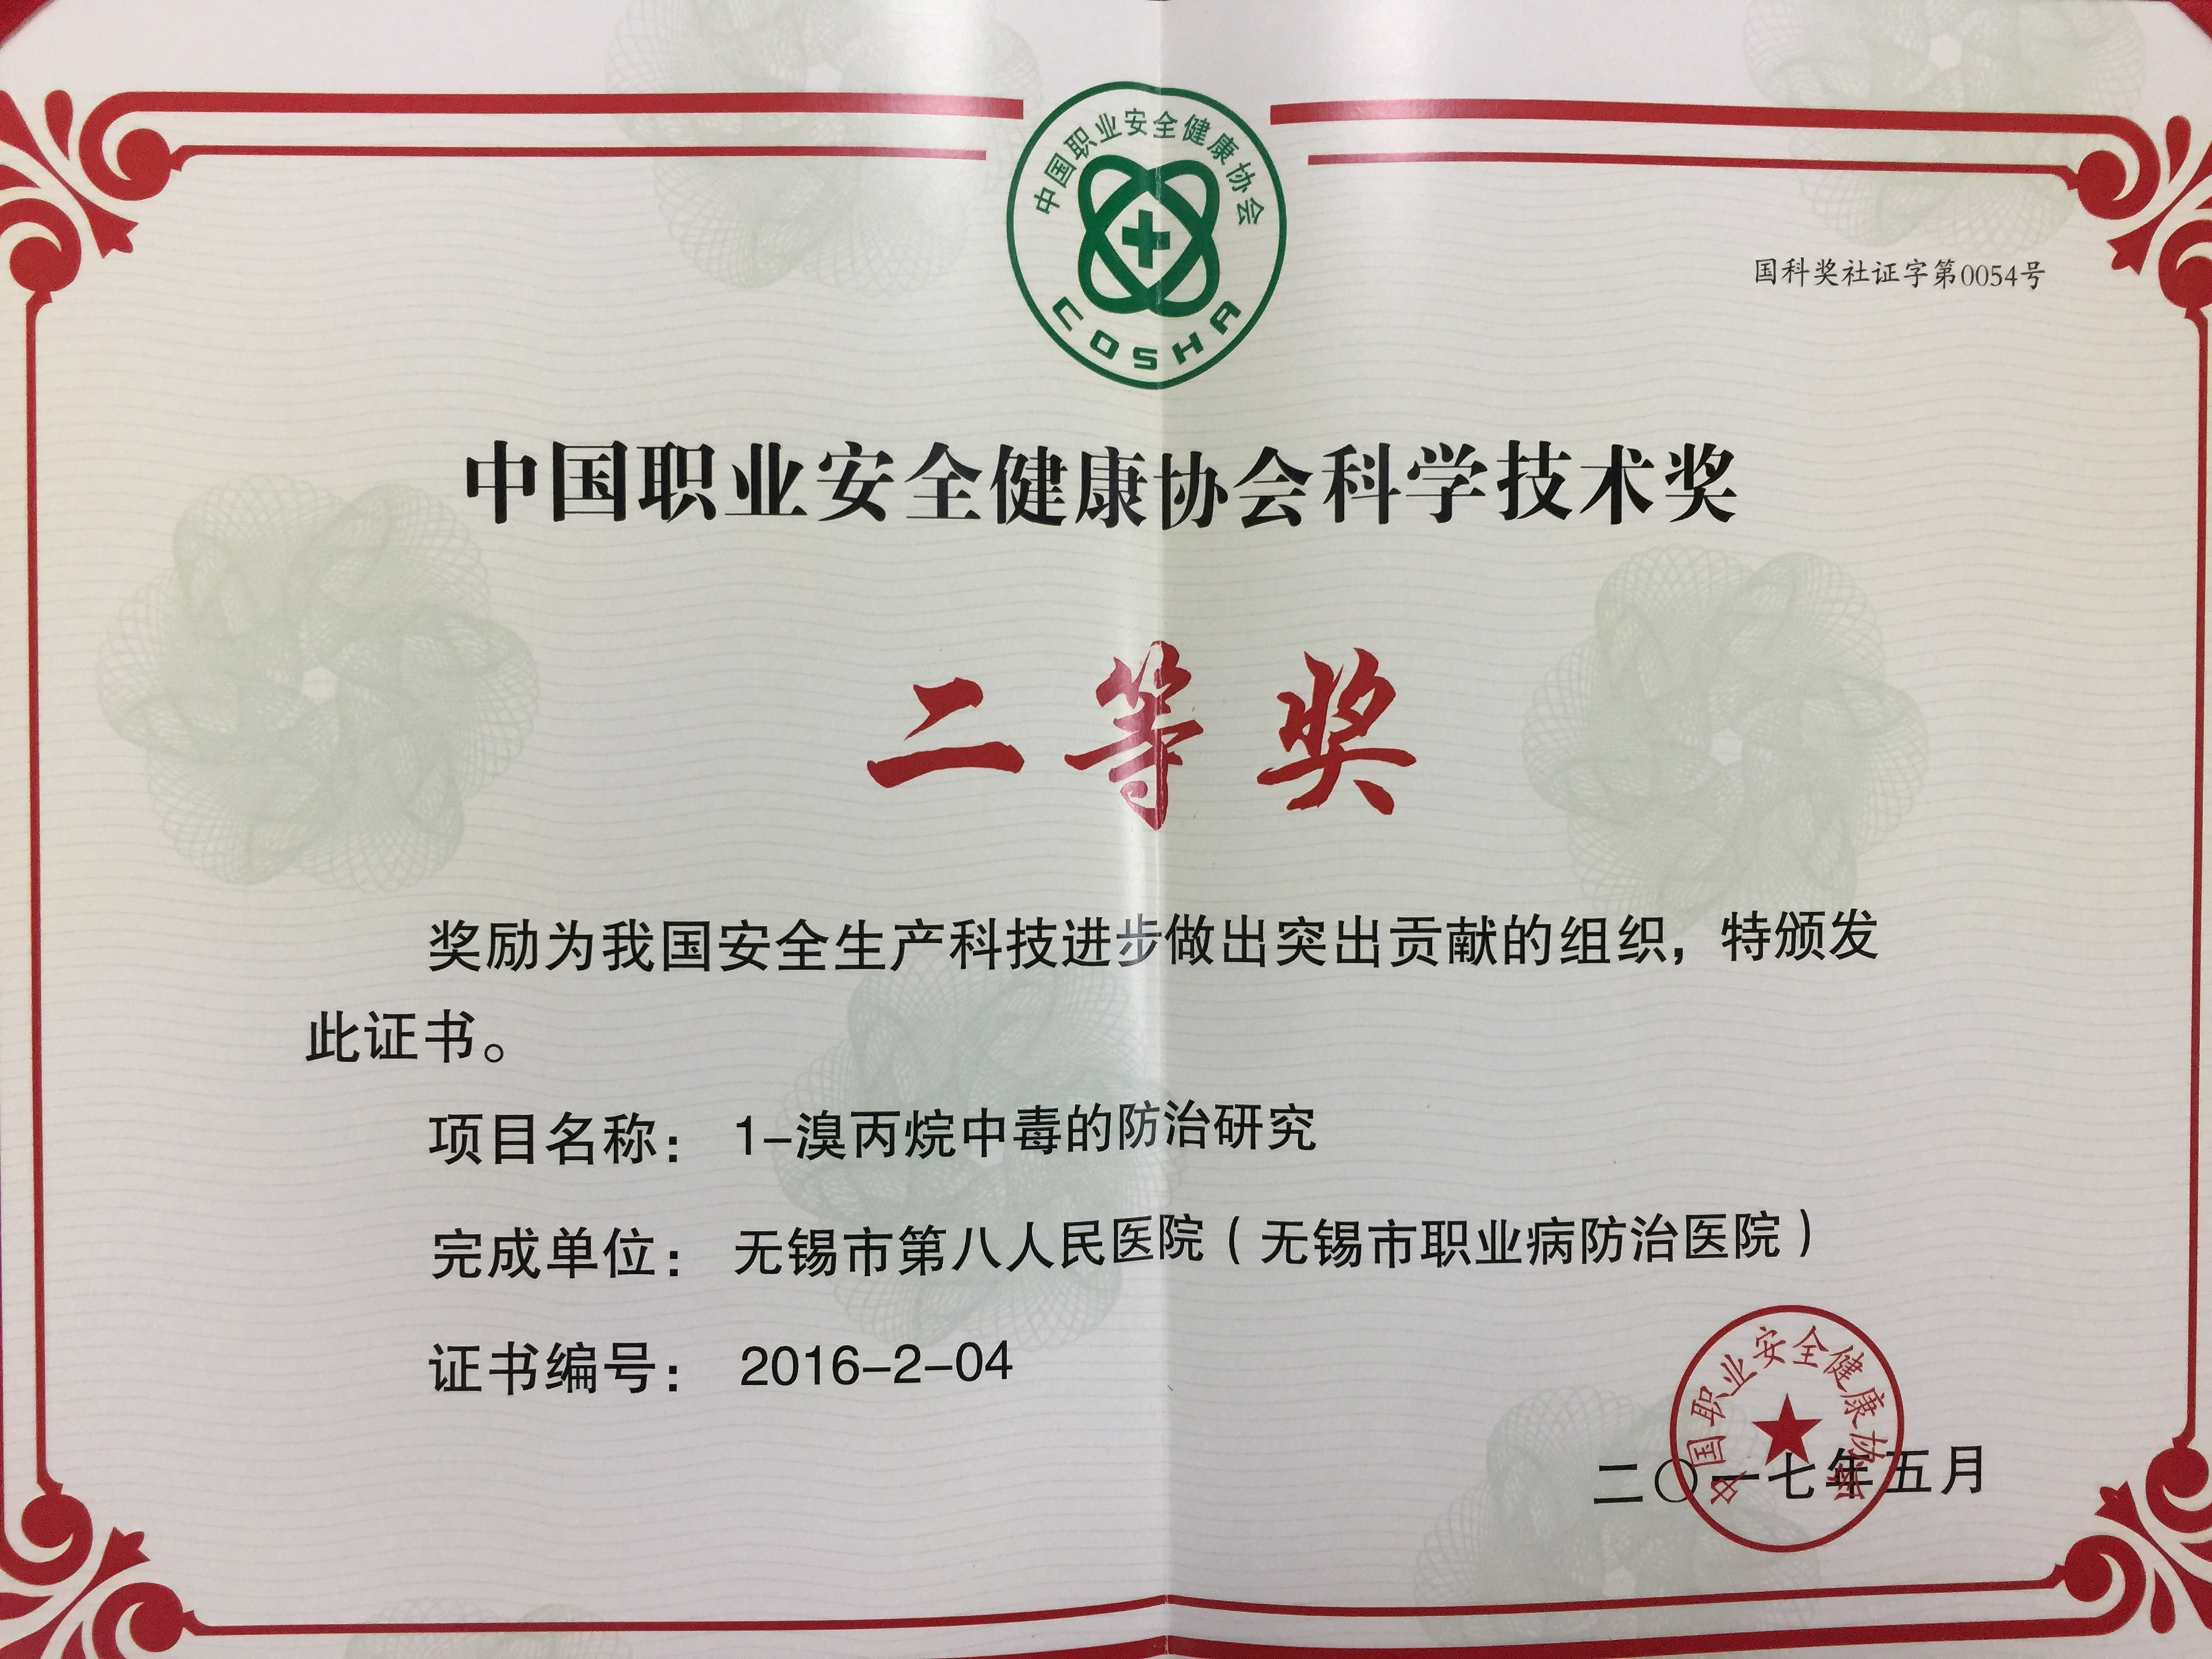 中国职业安全健康协会
COSHA
国科奖社证字第0054号
中国职业安全健康协会科学技术奖
二等奖
奖励为我国安全生产科技进步做出突出贡献的组织，特颁发
此证书。
项目名称： 1-溴丙烷中毒的防治研究
完成单位： 无锡市第八人民医院（无锡市职业病防治医院）
证书编号： 2016-2-04
中国职业安全健康协会
二〇一七年五月